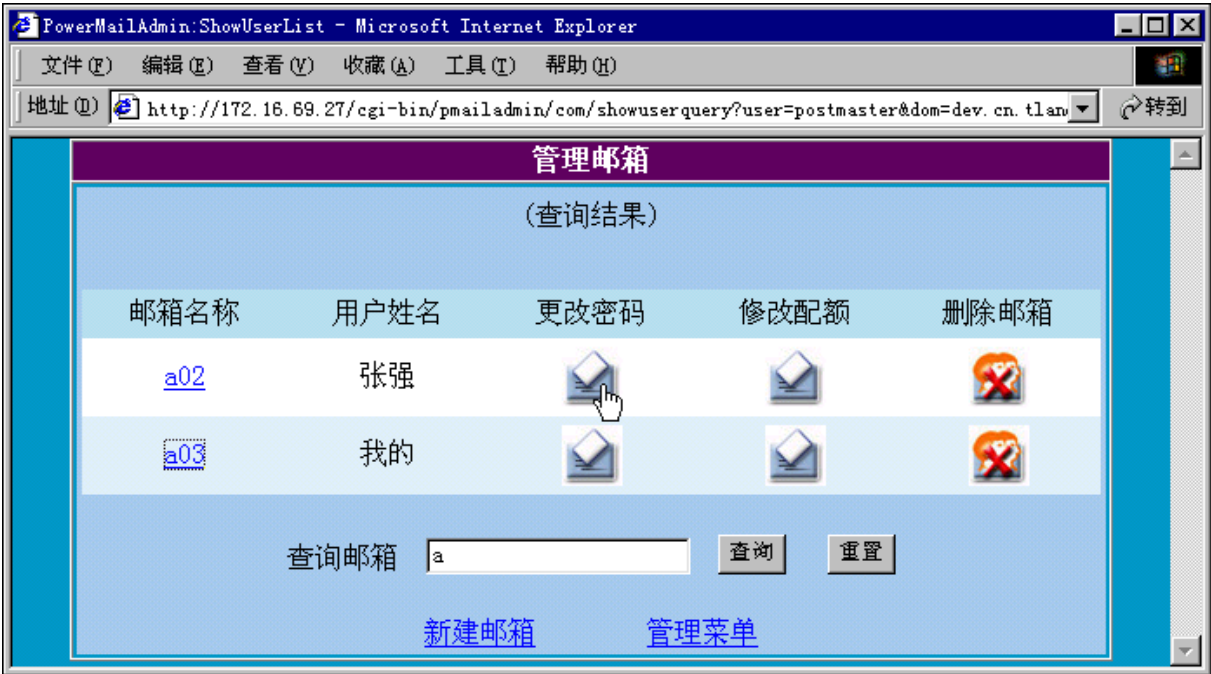 PowerMailAdmin:ShowUserList - Microsoft Internet Explorer
文件(F) 编辑(E) 查看(V) 收藏(A) 工具(T) 帮助(H)
地址(D) http://172.16.69.27/cgi-bin/pmailadmin/com/showuserquery?user=postmaster&dom=dev.cn.tlan 转到
管理邮箱
(查询结果)
邮箱名称 用户姓名 更改密码 修改配额 删除邮箱
a02 张强
a03 我的
查询邮箱 a 查询 重置
新建邮箱 管理菜单